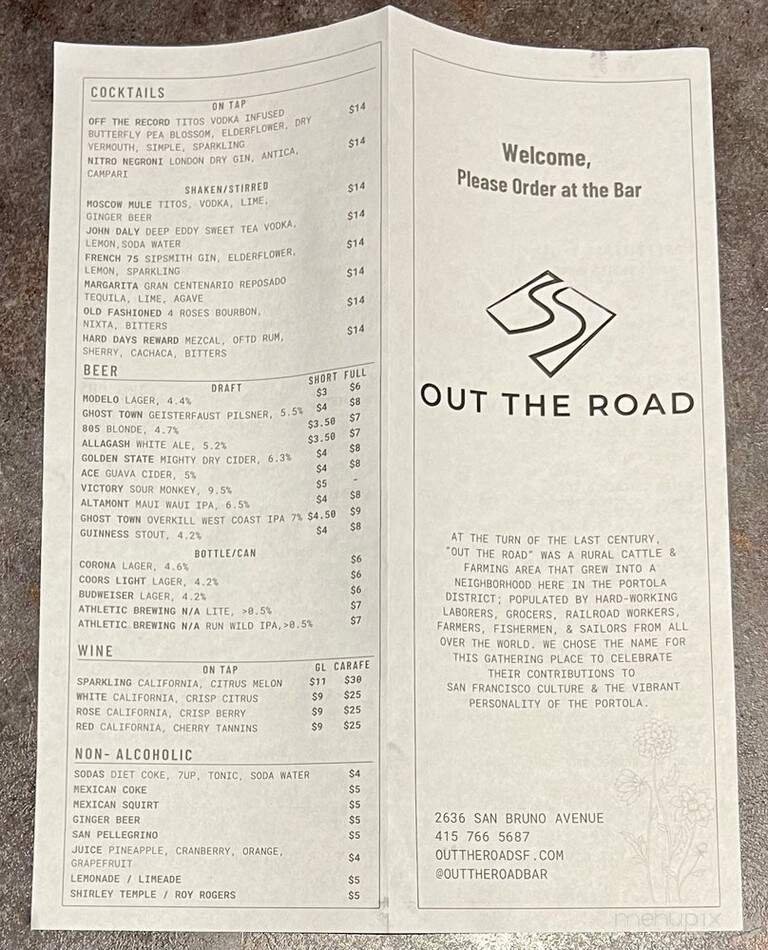 COCKTAILS
ON TAP
OFF THE RECORD TITOS VODKA INFUSED $14
BUTTERFLY PEA BLOSSOM, ELDERFLOWER, DRY
VERMOUTH, SIMPLE, SPARKLING $14
NITRO NEGRONI LONDON DRY GIN, ANTICA,
CAMPARI
SHAKEN/STIRRED
MOSCOW MULE TITOS, VODKA, LIME, $14
GINGER BEER
JOHN DALY DEEP EDDY SWEET TEA VODKA, $14
LEMON,SODA WATER
FRENCH 75 SIPSMITH GIN, ELDERFLOWER, $14
LEMON, SPARKLING
MARGARITA GRAN CENTENARIO REPOSADO $14
TEQUILA, LIME, AGAVE
OLD FASHIONED 4 ROSES BOURBON, $14
NIXTA, BITTERS
HARD DAYS REWARD MEZCAL, OFTD RUM, $14
SHERRY, CACHACA, BITTERS
BEER
DRAFT SHORT FULL
MODELO LAGER, 4.4% $3 $6
GHOST TOWN GEISTERFAUST PILSNER, 5.5% $4 $8
805 BLONDE, 4.7% $3.50 $7
ALLAGASH WHITE ALE, 5.2% $3.50 $7
GOLDEN STATE MIGHTY DRY CIDER, 6.3% $4 $8
ACE GUAVA CIDER, 5% $4 $8
VICTORY SOUR MONKEY, 9.5% $5 -
ALTAMONT MAUI WAUI IPA, 6.5% $4 $8
GHOST TOWN OVERKILL WEST COAST IPA 7% $4.50 $9
GUINNESS STOUT, 4.2% $4 $8
BOTTLE/CAN
CORONA LAGER, 4.6% $6
COORS LIGHT LAGER, 4.2% $6
BUDWEISER LAGER, 4.2% $6
ATHLETIC BREWING N/A LITE, >0.5% $7
ATHLETIC BREWING N/A RUN WILD IPA,>0.5% $7
WINE
ON TAP GL CARAFE
SPARKLING CALIFORNIA, CITRUS MELON $11 $30
WHITE CALIFORNIA, CRISP CITRUS $9 $25
ROSE CALIFORNIA, CRISP BERRY $9 $25
RED CALIFORNIA, CHERRY TANNINS $9 $25
NON- ALCOHOLIC
SODAS DIET COKE, 7UP, TONIC, SODA WATER $4
MEXICAN COKE $5
MEXICAN SQUIRT $5
GINGER BEER $5
SAN PELLEGRINO $5
JUICE PINEAPPLE, CRANBERRY, ORANGE, $4
GRAPEFRUIT
LEMONADE / LIMEADE $5
SHIRLEY TEMPLE / ROY ROGERS $5
Welcome,
Please Order at the Bar
OUT THE ROAD
AT THE TURN OF THE LAST CENTURY,
"OUT THE ROAD" WAS A RURAL CATTLE &
FARMING AREA THAT GREW INTO A
NEIGHBORHOOD HERE IN THE PORTOLA
DISTRICT; POPULATED BY HARD-WORKING
LABORERS, GROCERS, RAILROAD WORKERS,
FARMERS, FISHERMEN, & SAILORS FROM ALL
OVER THE WORLD. WE CHOSE THE NAME FOR
THIS GATHERING PLACE TO CELEBRATE
THEIR CONTRIBUTIONS TO
SAN FRANCISCO CULTURE & THE VIBRANT
PERSONALITY OF THE PORTOLA.
2636 SAN BRUNO AVENUE
415 766 5687
OUTTHEROADSF.COM
@OUTTHEROADBAR
menupix